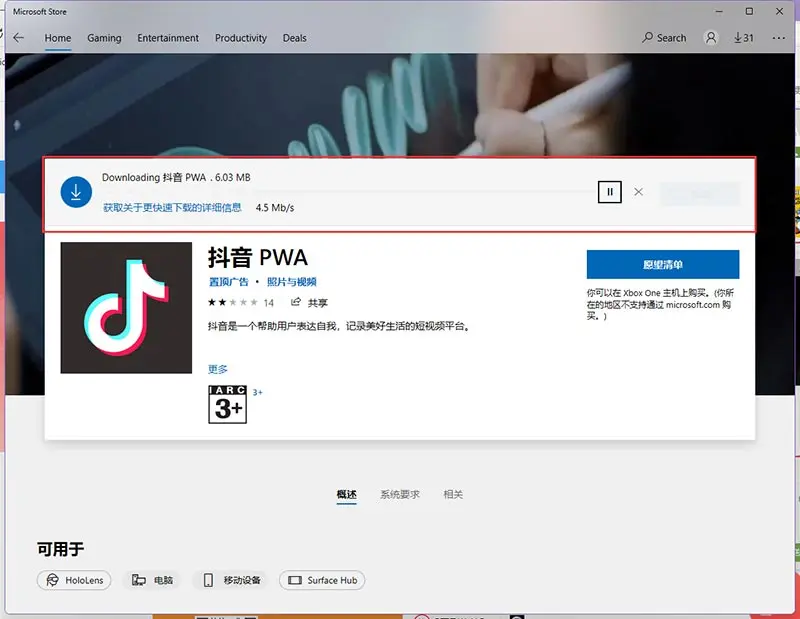 Microsoft Store
Home
Gaming
Entertainment
Productivity
Deals
Search
31
Downloading 抖音 PWA . 6.03 MB
获取关于更快速下载的详细信息
4.5 Mb/s
抖音 PWA
置顶广告 • 照片与视频
14
共享
抖音是一个帮助用户表达自我，记录美好生活的短视频平台。
更多
愿望清单
你可以在 Xbox One 主机上购买。(你所
在的地区不支持通过 microsoft.com 购
买。)
IARC
3+
3+
概述
系统要求
相关
可用于
HoloLens
电脑
移动设备
Surface Hub